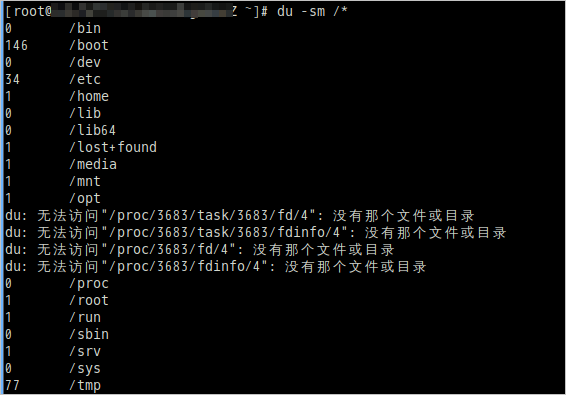 [root@ Z ~]# du -sm /*
0 /bin
146 /boot
0 /dev
34 /etc
1 /home
0 /lib
0 /lib64
1 /lost+found
1 /media
1 /mnt
1 /opt
du: 无法访问"/proc/3683/task/3683/fd/4": 没有那个文件或目录
du: 无法访问"/proc/3683/task/3683/fdinfo/4": 没有那个文件或目录
du: 无法访问"/proc/3683/fd/4": 没有那个文件或目录
du: 无法访问"/proc/3683/fdinfo/4": 没有那个文件或目录
0 /proc
1 /root
1 /run
0 /sbin
1 /srv
0 /sys
77 /tmp